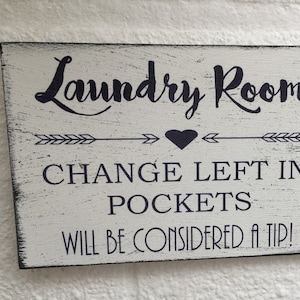 Laundry Room
CHANGE LEFT IN
POCKETS
WILL BE CONSIDERED A TIP!